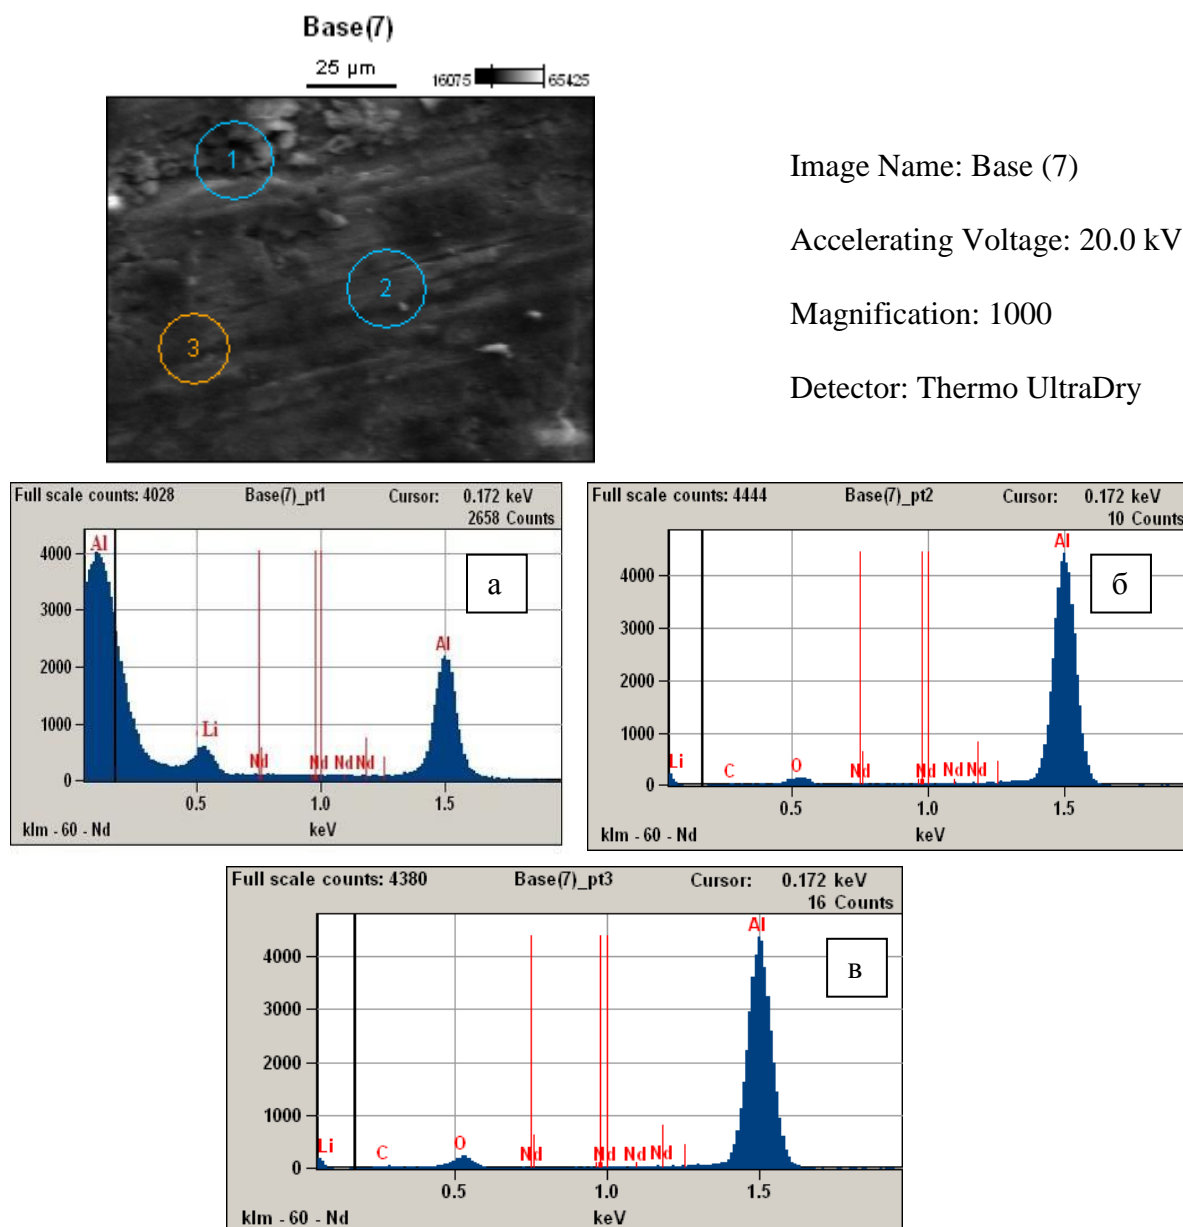 Base(7)
25 µm
16075 65425
1
2
3
Image Name: Base (7)
Accelerating Voltage: 20.0 kV
Magnification: 1000
Detector: Thermo UltraDry
Full scale counts: 4028 Base(7)_pt1 Cursor: 0.172 keV
2658 Counts
Al
4000
3000
2000
1000
0
Li
Nd Nd Nd Nd
Al
а
0.5 1.0 1.5
klm - 60 - Nd keV
Full scale counts: 4444 Base(7)_pt2 Cursor: 0.172 keV
10 Counts
Al
4000
3000
2000
1000
0
Li C O Nd Nd Nd Nd
б
0.5 1.0 1.5
klm - 60 - Nd keV
Full scale counts: 4380 Base(7)_pt3 Cursor: 0.172 keV
16 Counts
Al
4000
3000
2000
1000
0
Li C O Nd Nd Nd Nd
в
0.5 1.0 1.5
klm - 60 - Nd keV